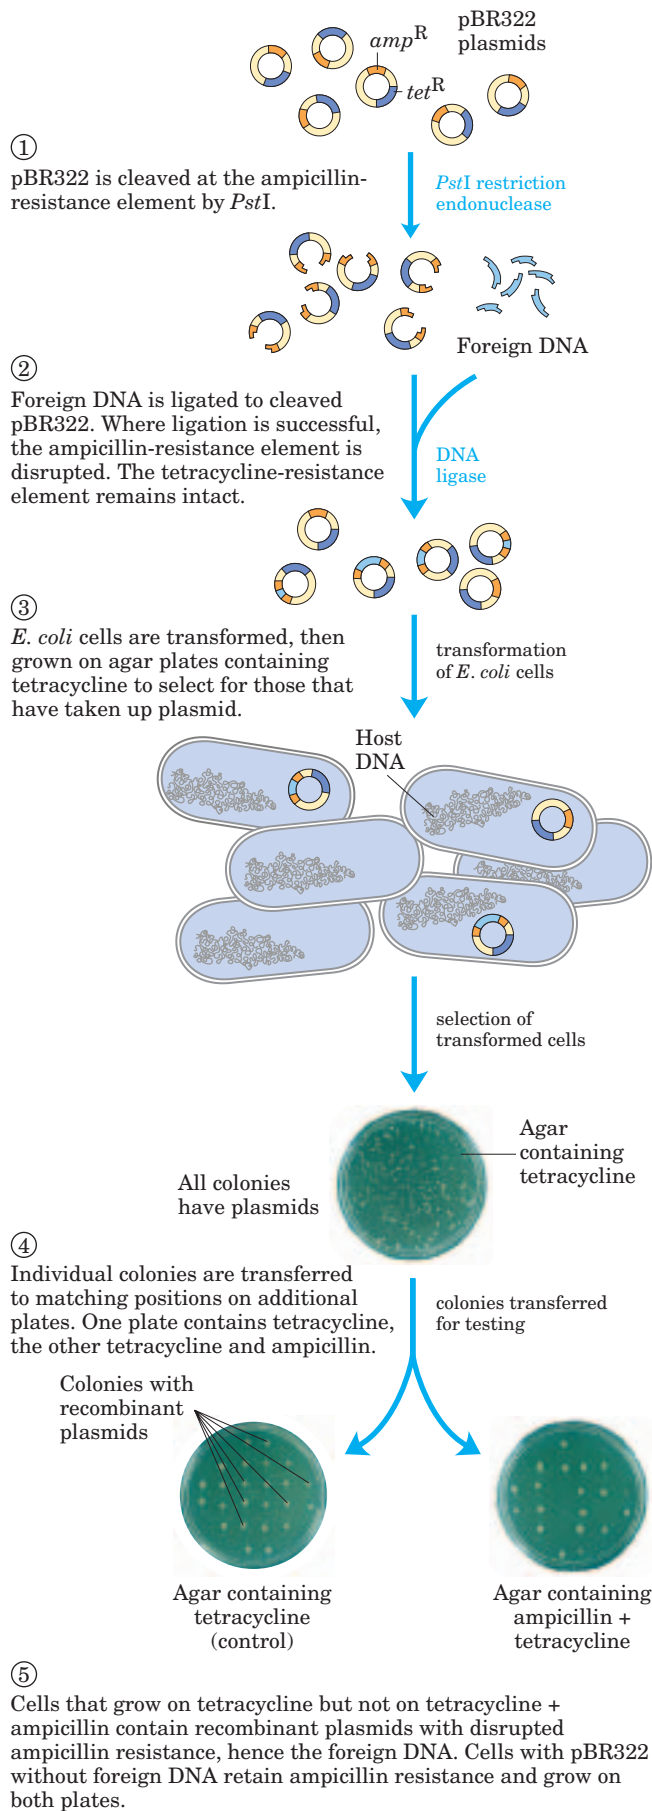 pBR322
plasmids
ampR
tetR
①
pBR322 is cleaved at the ampicillin-
resistance element by PstI.
PstI restriction
endonuclease
Foreign DNA
②
Foreign DNA is ligated to cleaved
pBR322. Where ligation is successful,
the ampicillin-resistance element is
disrupted. The tetracycline-resistance
element remains intact.
DNA
ligase
③
E. coli cells are transformed, then
grown on agar plates containing
tetracycline to select for those that
have taken up plasmid.
transformation
of E. coli cells
Host
DNA
selection of
transformed cells
Agar
containing
tetracycline
All colonies
have plasmids
④
Individual colonies are transferred
to matching positions on additional
plates. One plate contains tetracycline,
the other tetracycline and ampicillin.
colonies transferred
for testing
Colonies with
recombinant
plasmids
Agar containing
tetracycline
(control)
Agar containing
ampicillin +
tetracycline
⑤
Cells that grow on tetracycline but not on tetracycline +
ampicillin contain recombinant plasmids with disrupted
ampicillin resistance, hence the foreign DNA. Cells with pBR322
without foreign DNA retain ampicillin resistance and grow on
both plates.